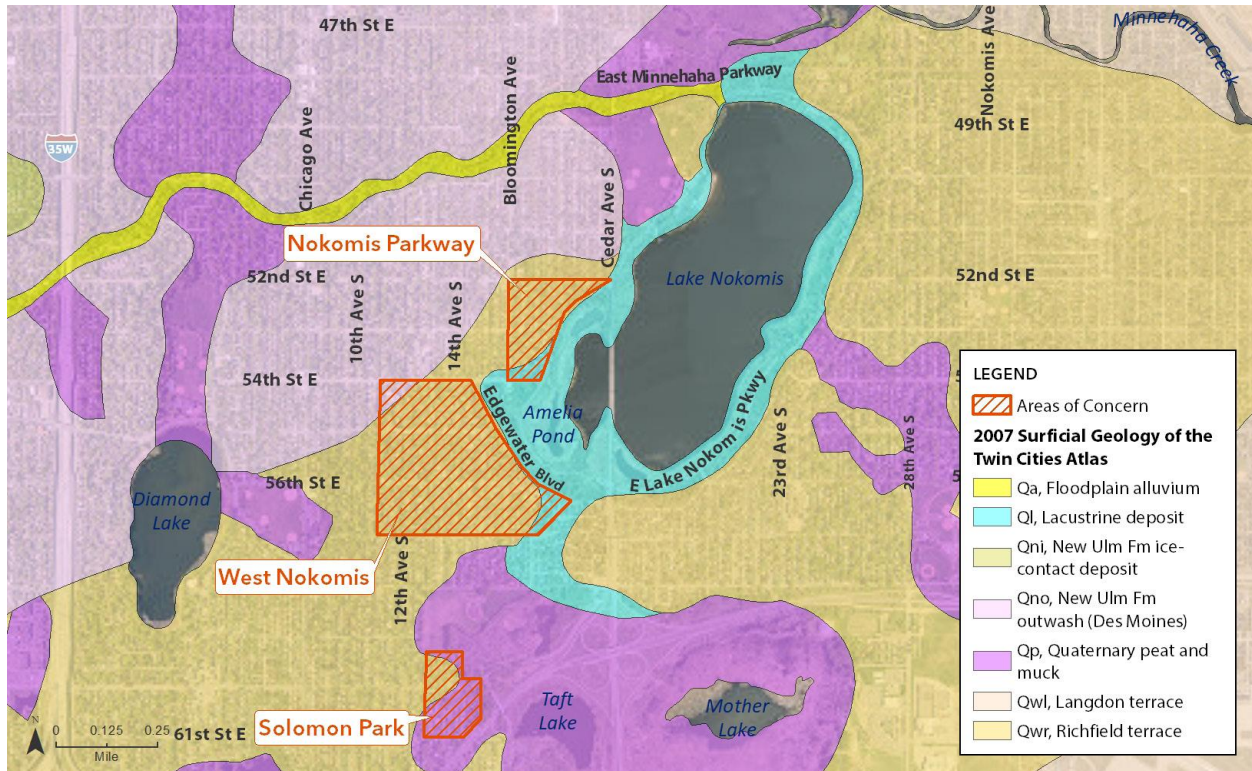 47th St E
Minnehaha Creek
Nokomis Ave
East Minnehaha Parkway
Bloomington Ave
49th St E
35W
Chicago Ave
Cedar Ave S
Nokomis Parkway
52nd St E
Lake Nokomis
52nd St E
10th Ave S
14th Ave S
54th St E
Edgewater Blvd
Amelia
Pond
E Lake Nokom is Pkwy
23rd Ave S
28th Ave S
5
56th St E
5
Diamond
Lake
West Nokomis
12th Ave S
Solomon Park
Taft
Lake
Mother
Lake
61st St E
N
0 0.125 0.25
Mile
LEGEND
Areas of Concern
2007 Surficial Geology of the
Twin Cities Atlas
Qa, Floodplain alluvium
Ql, Lacustrine deposit
Qni, New Ulm Fm ice-
contact deposit
Qno, New Ulm Fm
outwash (Des Moines)
Qp, Quaternary peat and
muck
Qwl, Langdon terrace
Qwr, Richfield terrace